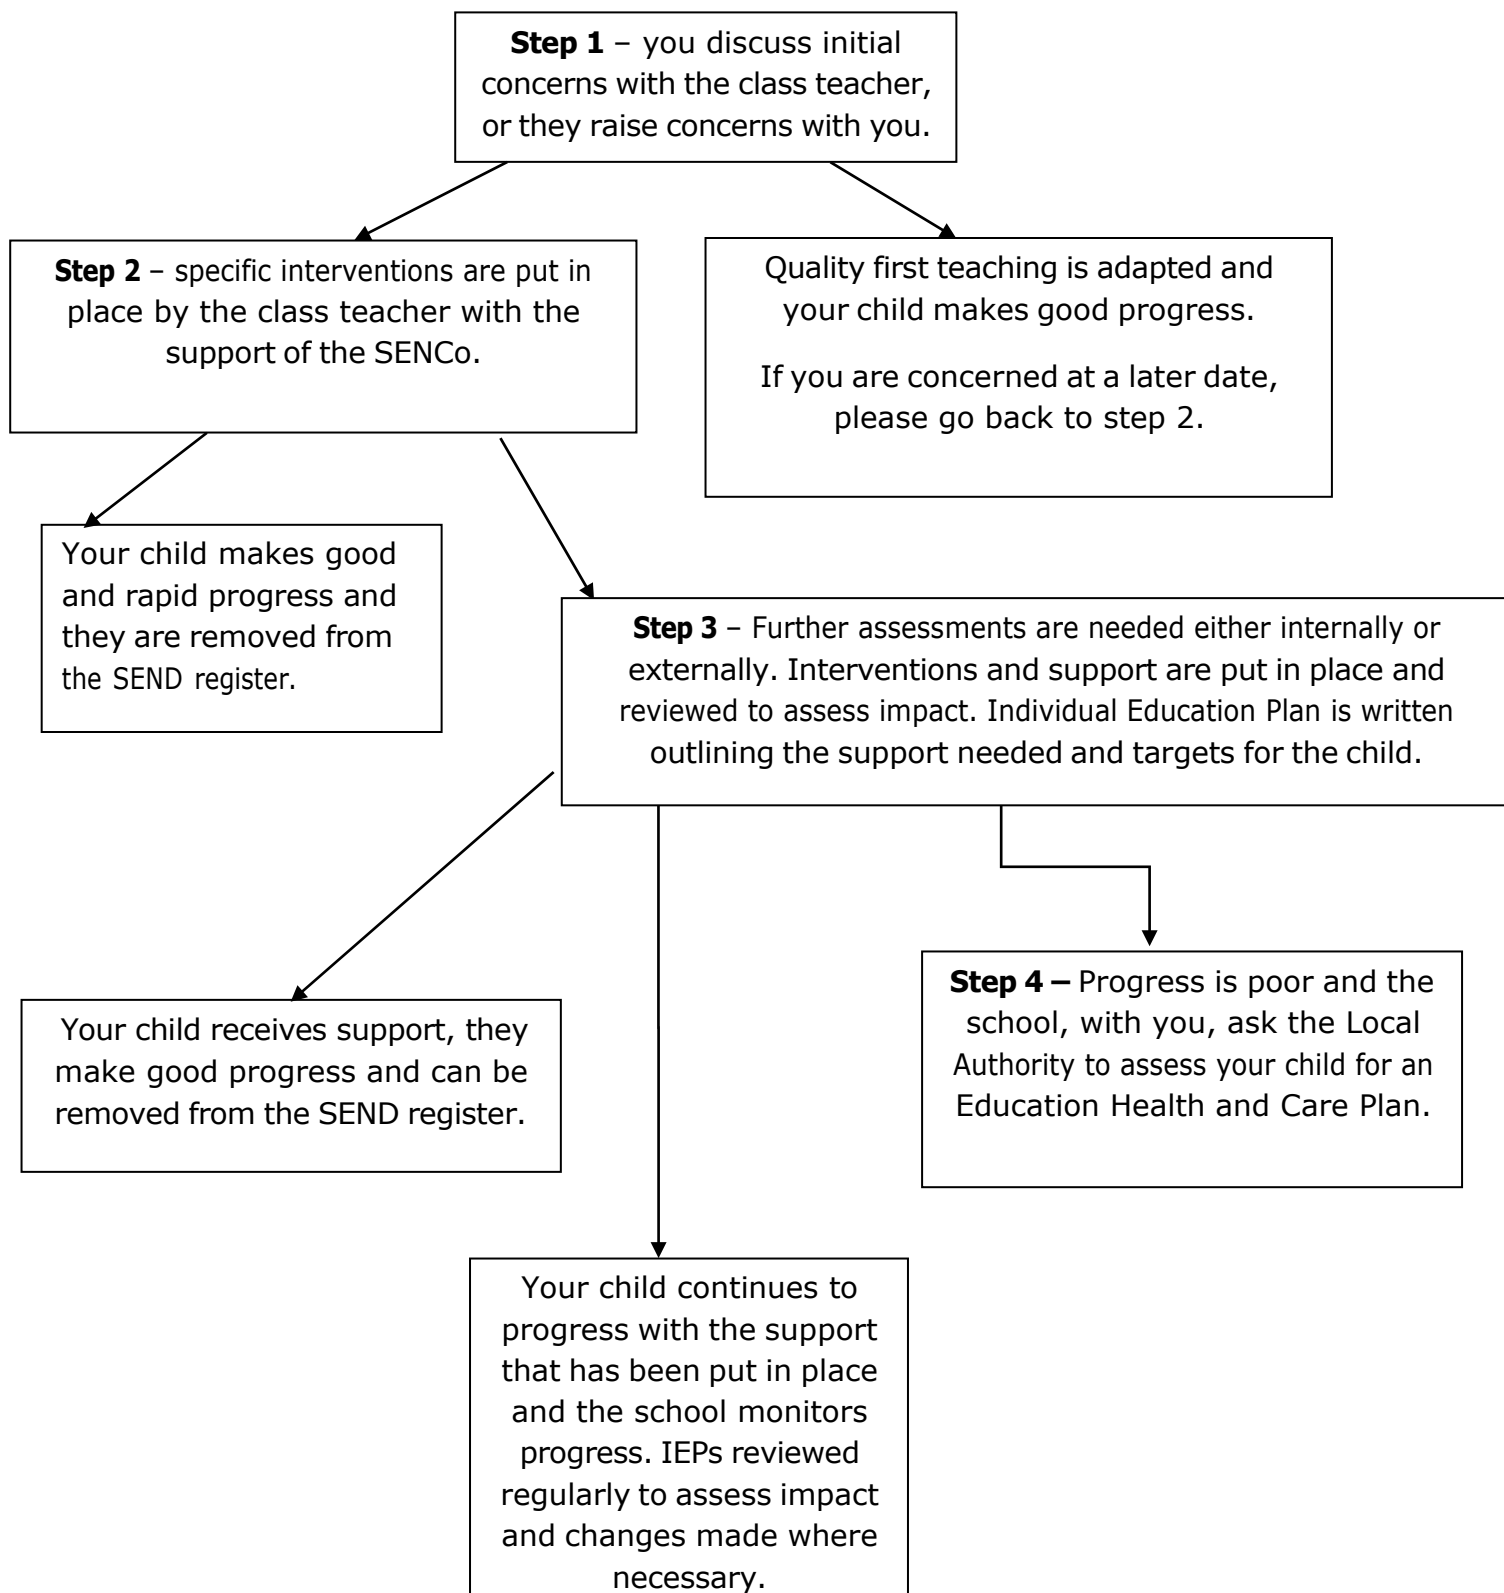 Step 1 – you discuss initial
concerns with the class teacher,
or they raise concerns with you.
Step 2 – specific interventions are put in
place by the class teacher with the
support of the SENCo.
Quality first teaching is adapted and
your child makes good progress.
If you are concerned at a later date,
please go back to step 2.
Your child makes good
and rapid progress and
they are removed from
the SEND register.
Step 3 – Further assessments are needed either internally or
externally. Interventions and support are put in place and
reviewed to assess impact. Individual Education Plan is written
outlining the support needed and targets for the child.
Your child receives support, they
make good progress and can be
removed from the SEND register.
Step 4 – Progress is poor and the
school, with you, ask the Local
Authority to assess your child for an
Education Health and Care Plan.
Your child continues to
progress with the support
that has been put in place
and the school monitors
progress. IEPs reviewed
regularly to assess impact
and changes made where
necessary.